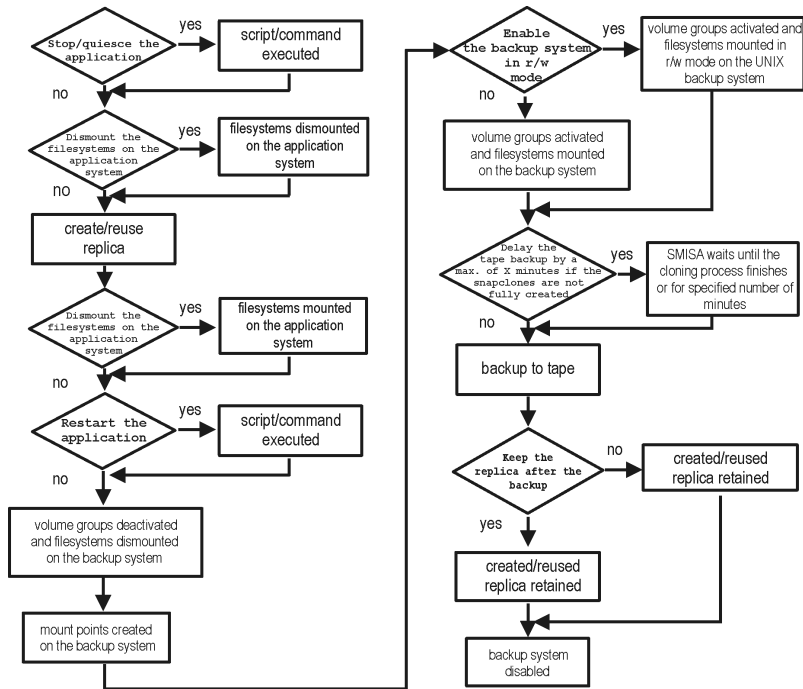 Stop/quiesce the
application
yes
script/command
executed
no
Dismount the
filesystems on the
application
system
yes
filesystems dismounted
on the application
system
no
create/reuse
replica
Dismount the
filesystems on the
application
system
yes
filesystems mounted
on the application
system
no
Restart the
application
yes
script/command
executed
no
volume groups deactivated
and filesystems dismounted
on the backup system
mount points created
on the backup system
Enable
the backup system
in r/w
mode
yes
volume groups activated and
filesystems mounted in
r/w mode on the UNIX
backup system
no
volume groups activated
and filesystems mounted
on the backup system
Delay the
tape backup by a
max. of X minutes if the
snapclones are not
fully created
yes
SMISA waits until the
cloning process finishes
or for specified number of
minutes
no
backup to tape
Keep the
replica after the
backup
no
created/reused
replica retained
yes
created/reused
replica retained
backup system
disabled